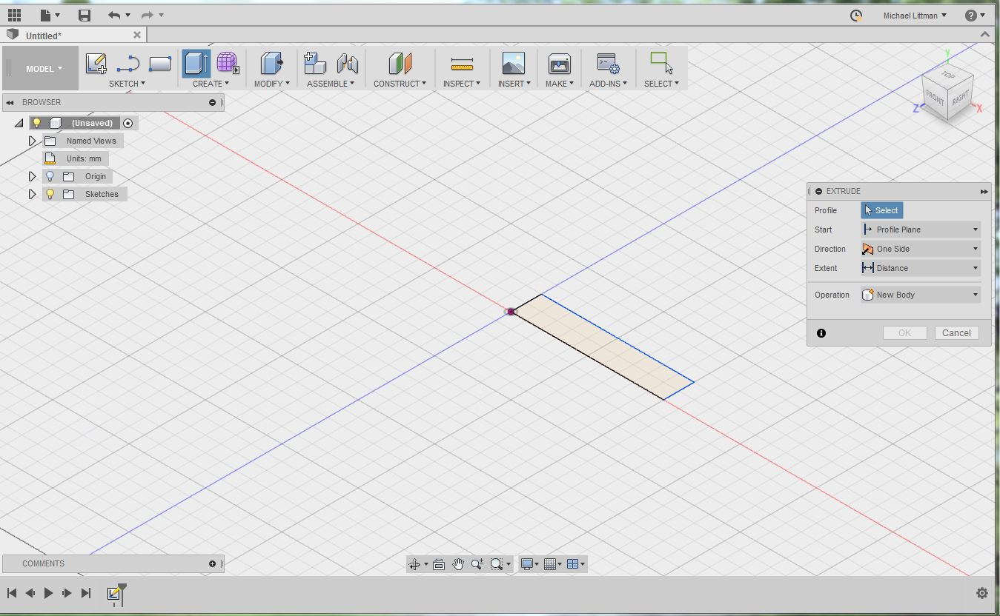 Michael Littman
?
Untitled*
MODEL
SKETCH
CREATE
MODIFY
ASSEMBLE
CONSTRUCT
INSPECT
INSERT
MAKE
ADD-INS
SELECT
BROWSER
(Unsaved)
Named Views
Units: mm
Origin
Sketches
Y
TOP
FRONT
RIGHT
Z
X
EXTRUDE
Profile Select
Start Profile Plane
Direction One Side
Extent Distance
Operation New Body
OK Cancel
COMMENTS